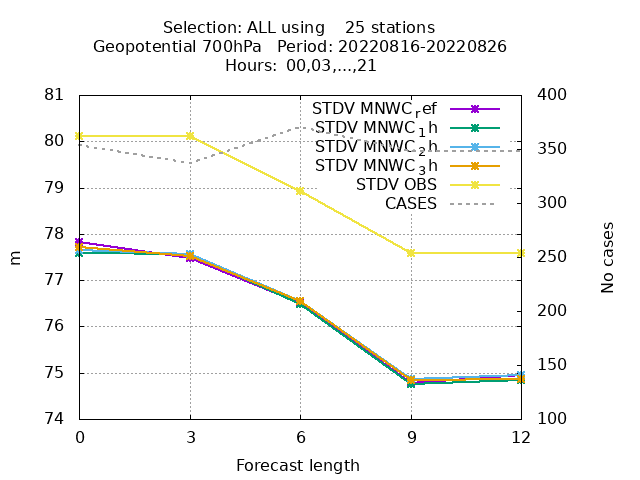 Selection: ALL using    25 stations
Geopotential 700hPa   Period: 20220816-20220826
Hours: 00,03,...,21
81
80
79
78
77
76
75
74
400
350
300
250
200
150
100
STDV MNWC_ref
STDV MNWC_1h
STDV MNWC_2h
STDV MNWC_3h
STDV OBS
CASES
m
No cases
0 3 6 9 12
Forecast length